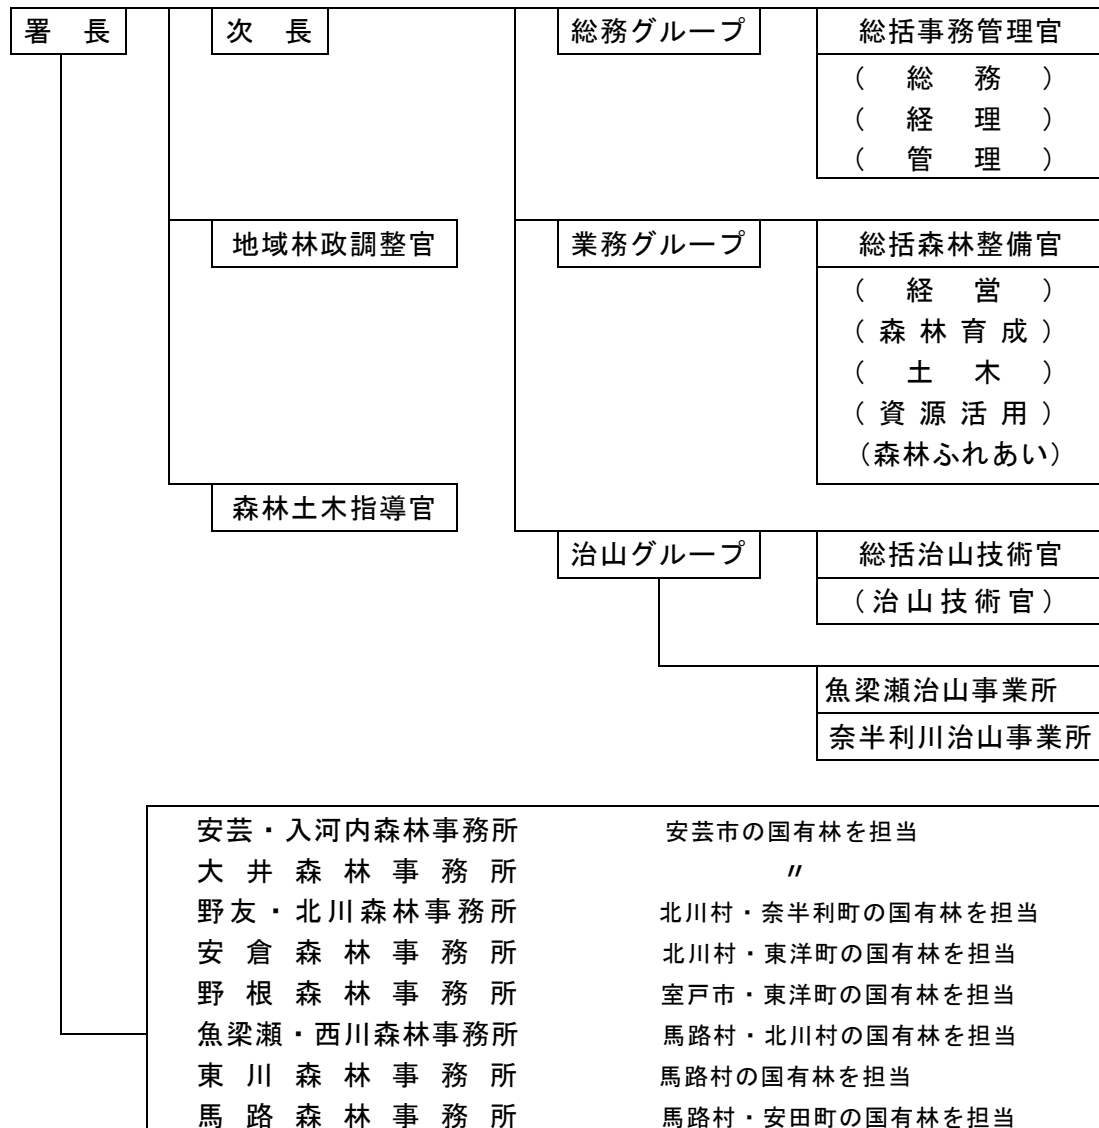 署　長　次　長　総務グループ　総括事務管理官
（　総　務　）
（　経　理　）
（　管　理　）
地域林政調整官　業務グループ　総括森林整備官
（　経　営　）
（森林育成）
（　土　木　）
（資源活用）
（森林ふれあい）
森林土木指導官
治山グループ　総括治山技術官
（治山技術官）
魚梁瀬治山事業所
奈半利川治山事業所
安芸・入河内森林事務所　安芸市の国有林を担当
大井森林事務所　〃
野友・北川森林事務所　北川村・奈半利町の国有林を担当
安倉森林事務所　北川村・東洋町の国有林を担当
野根森林事務所　室戸市・東洋町の国有林を担当
魚梁瀬・西川森林事務所　馬路村・北川村の国有林を担当
東川森林事務所　馬路村の国有林を担当
馬路森林事務所　馬路村・安田町の国有林を担当